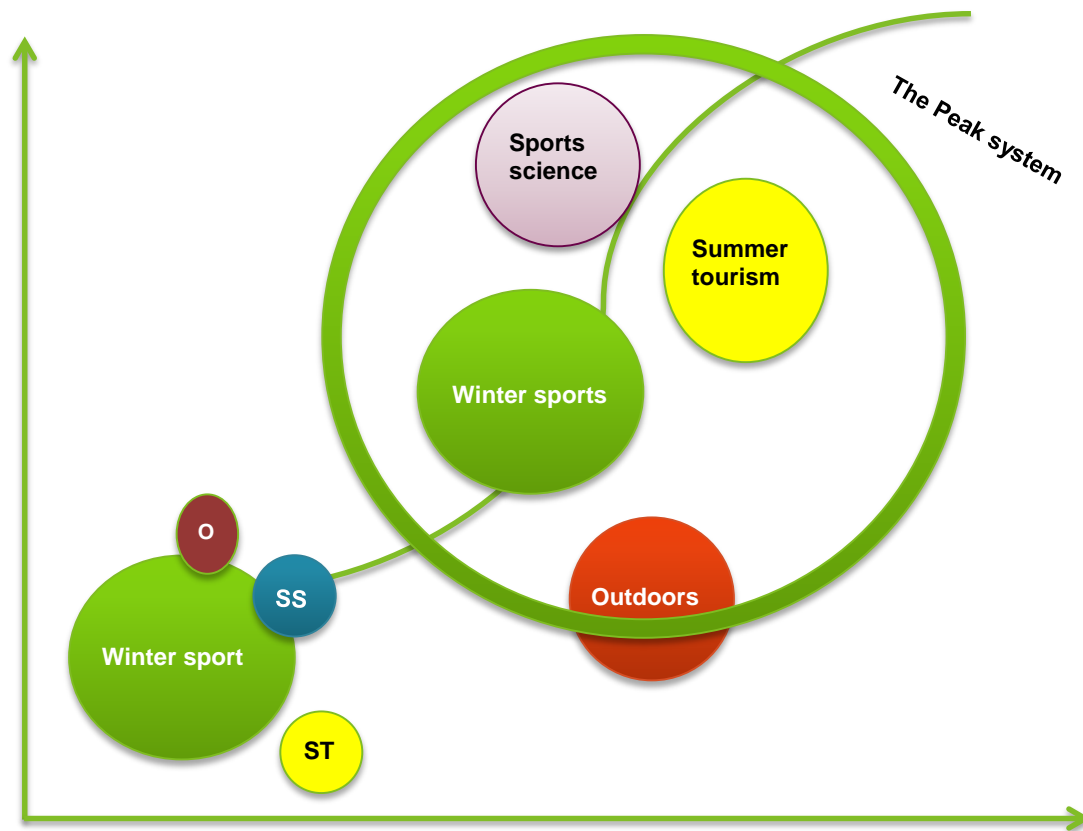 The Peak system
Sports
science
Summer
tourism
Winter sports
O
SS
Outdoors
Winter sport
ST